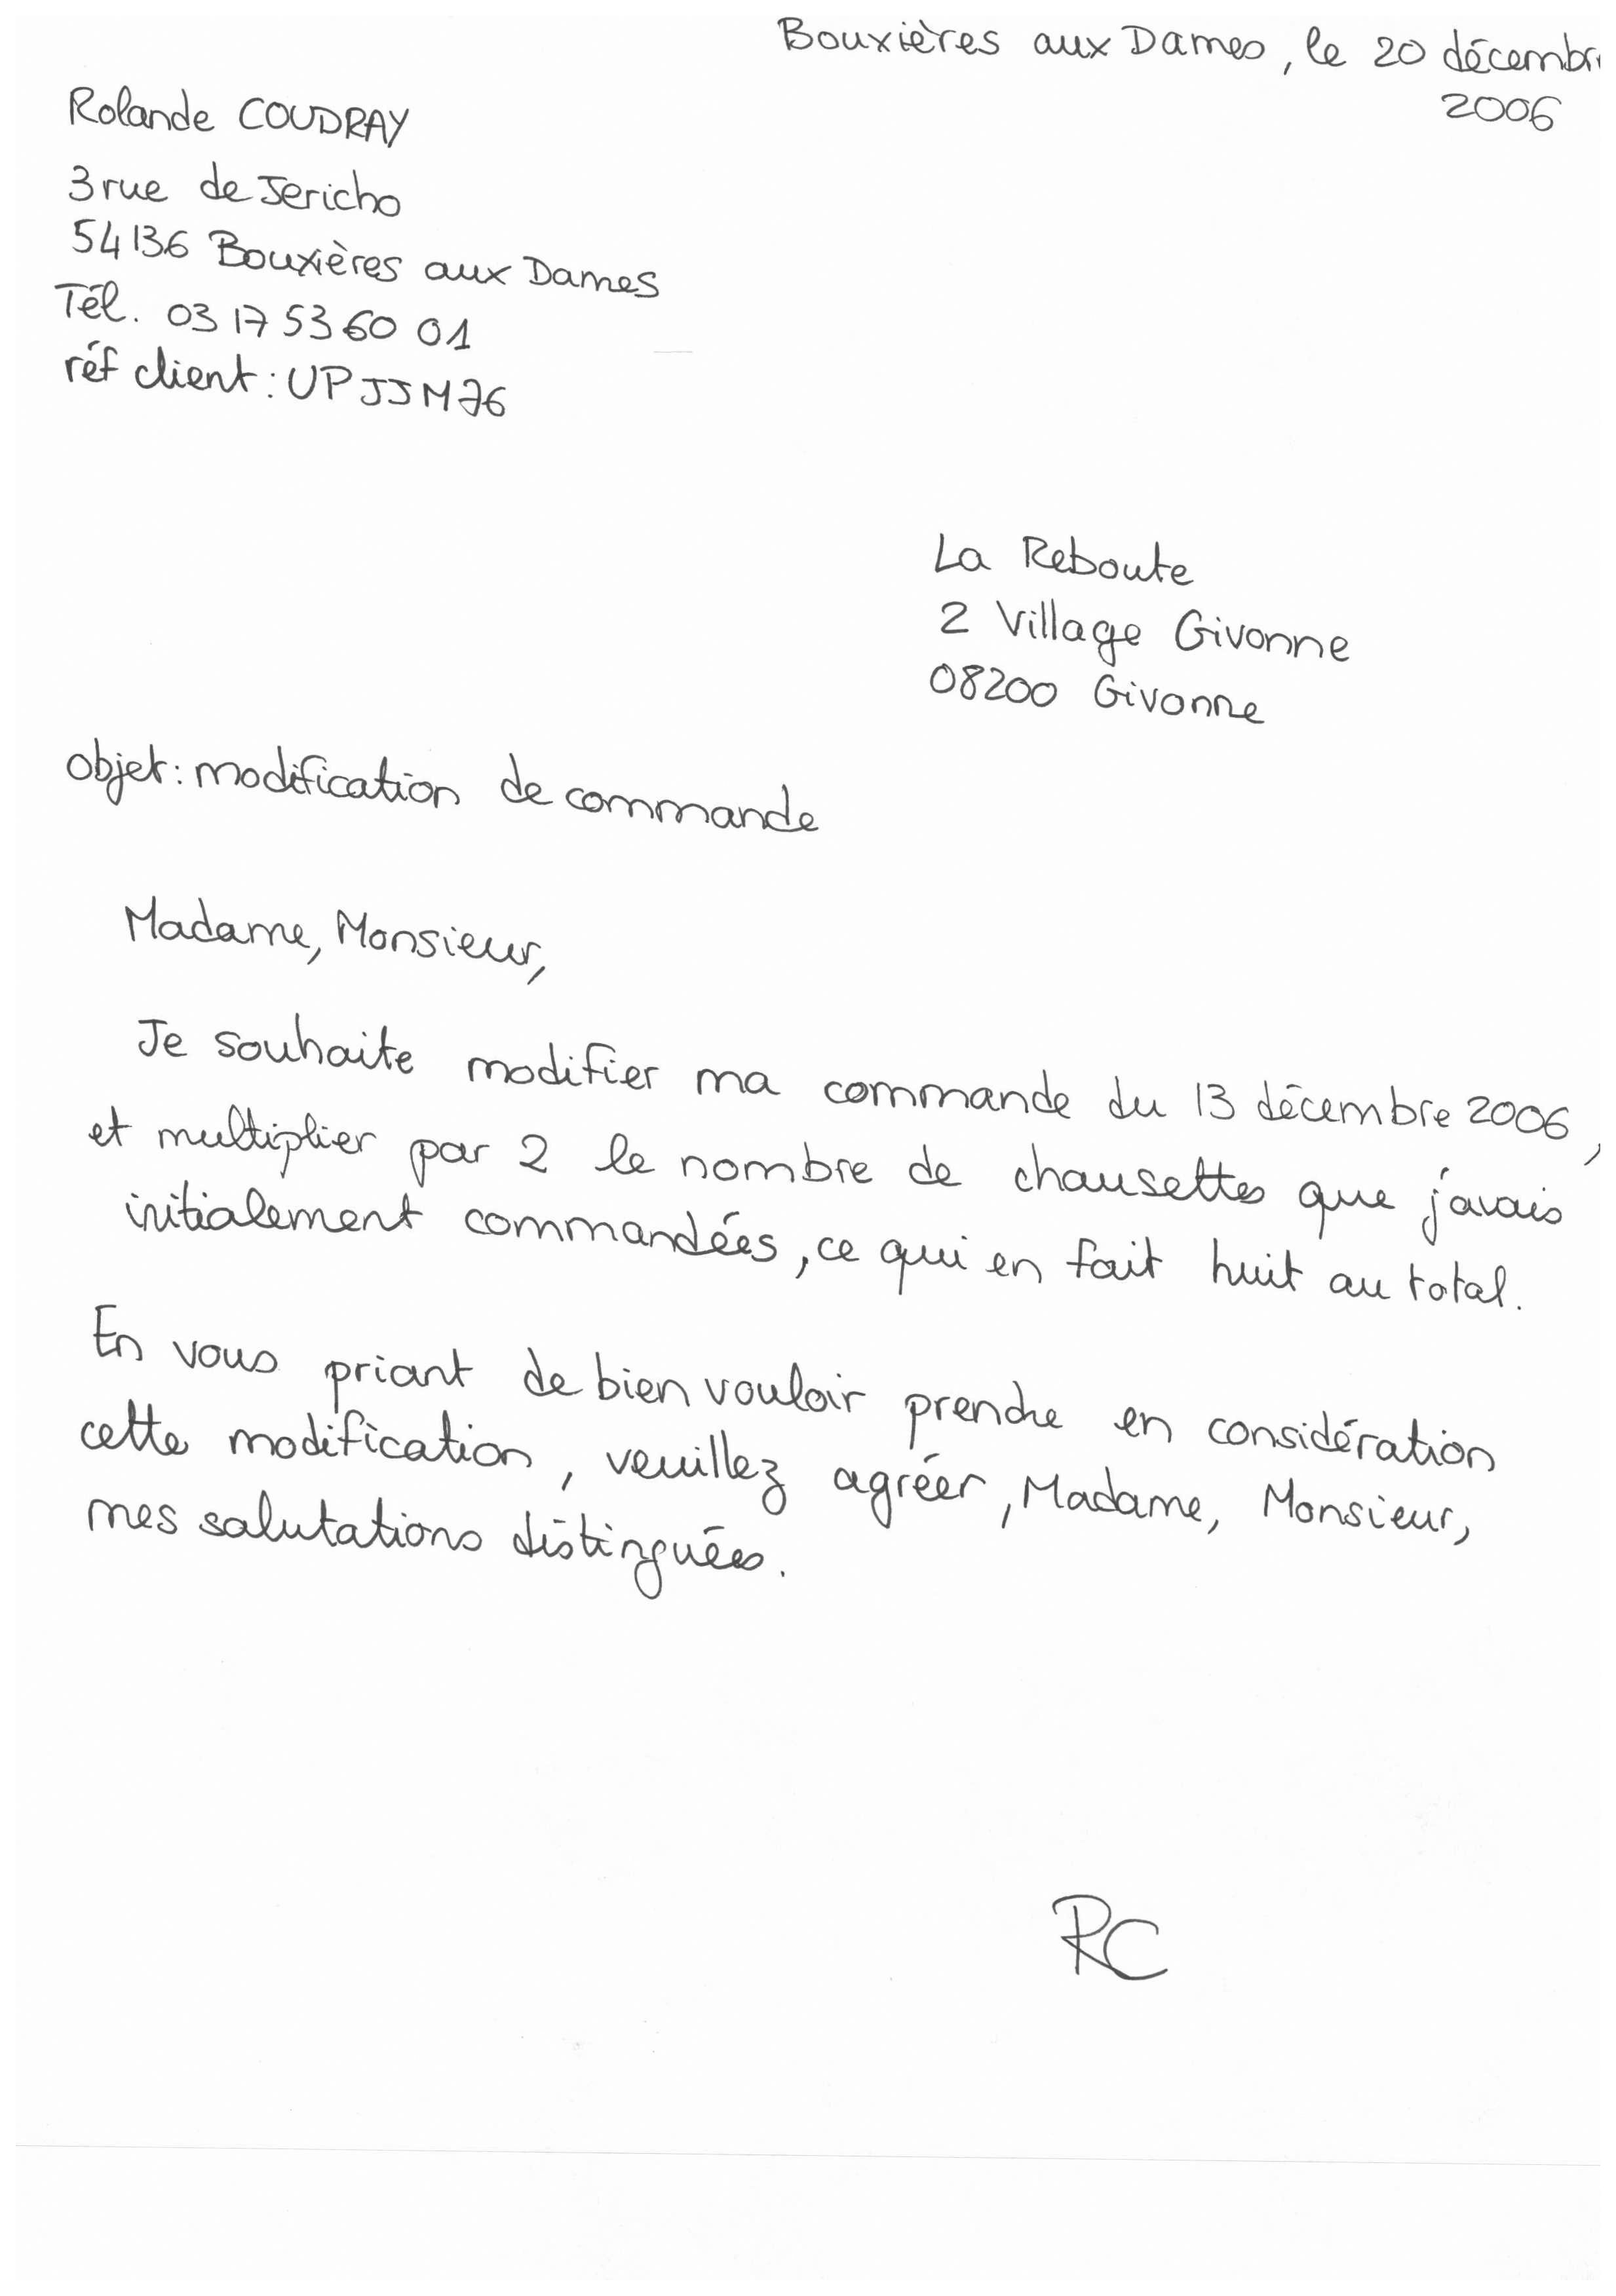 Bouxières aux Dames, le 20 décembre
2006
Rolande COUDRAY
3 rue de Jericho
54136 Bouxières aux Dames
Tél. 03 17 53 60 01
réf client : UPJJM76
La Reboute
2 Village Givonne
08200 Givonne
objet : modification de commande
Madame, Monsieur,
Je souhaite modifier ma commande du 13 décembre 2006,
et multiplier par 2 le nombre de chausettes que j'avais
initialement commandées, ce qui en fait huit au total.
En vous priant de bien vouloir prendre en considération
cette modification, veuillez agréer, Madame, Monsieur,
mes salutations distinguées.
RC